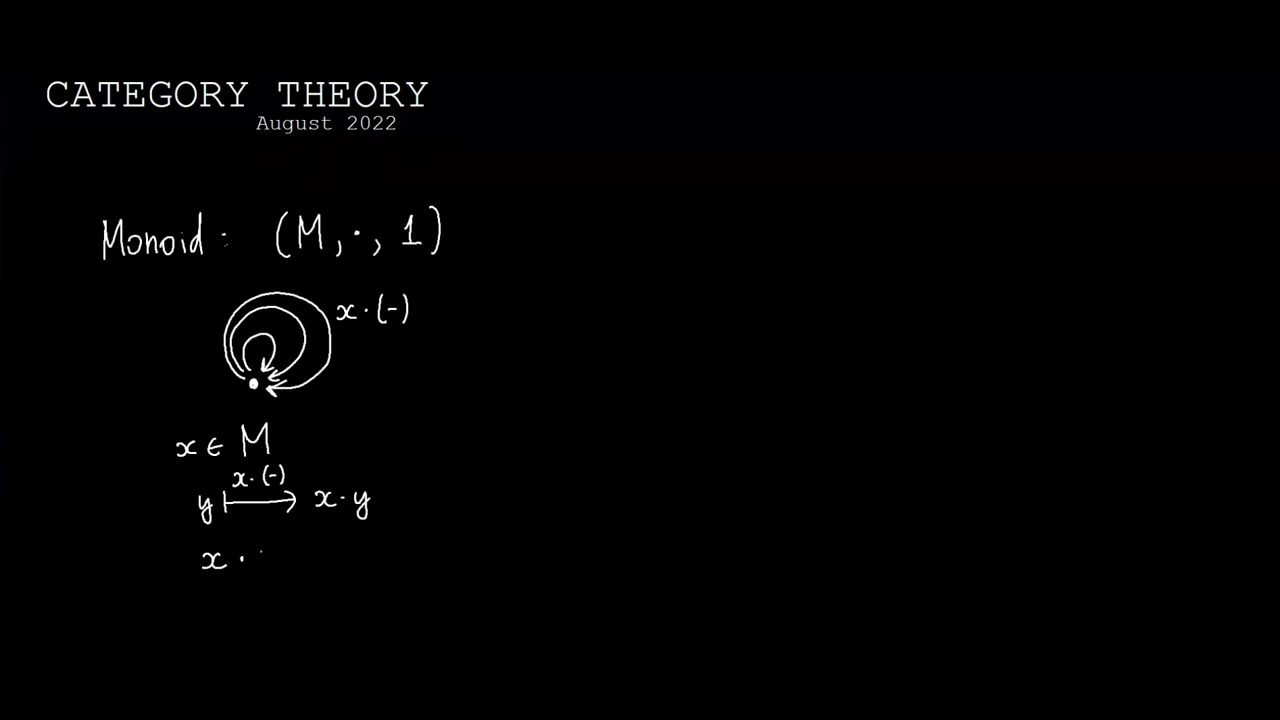 CATEGORY THEORY
August 2022
Monoid: (M, ·, 1)
x · (-)
x ∈ M
x · (-)
y ↦ x · y
x ·